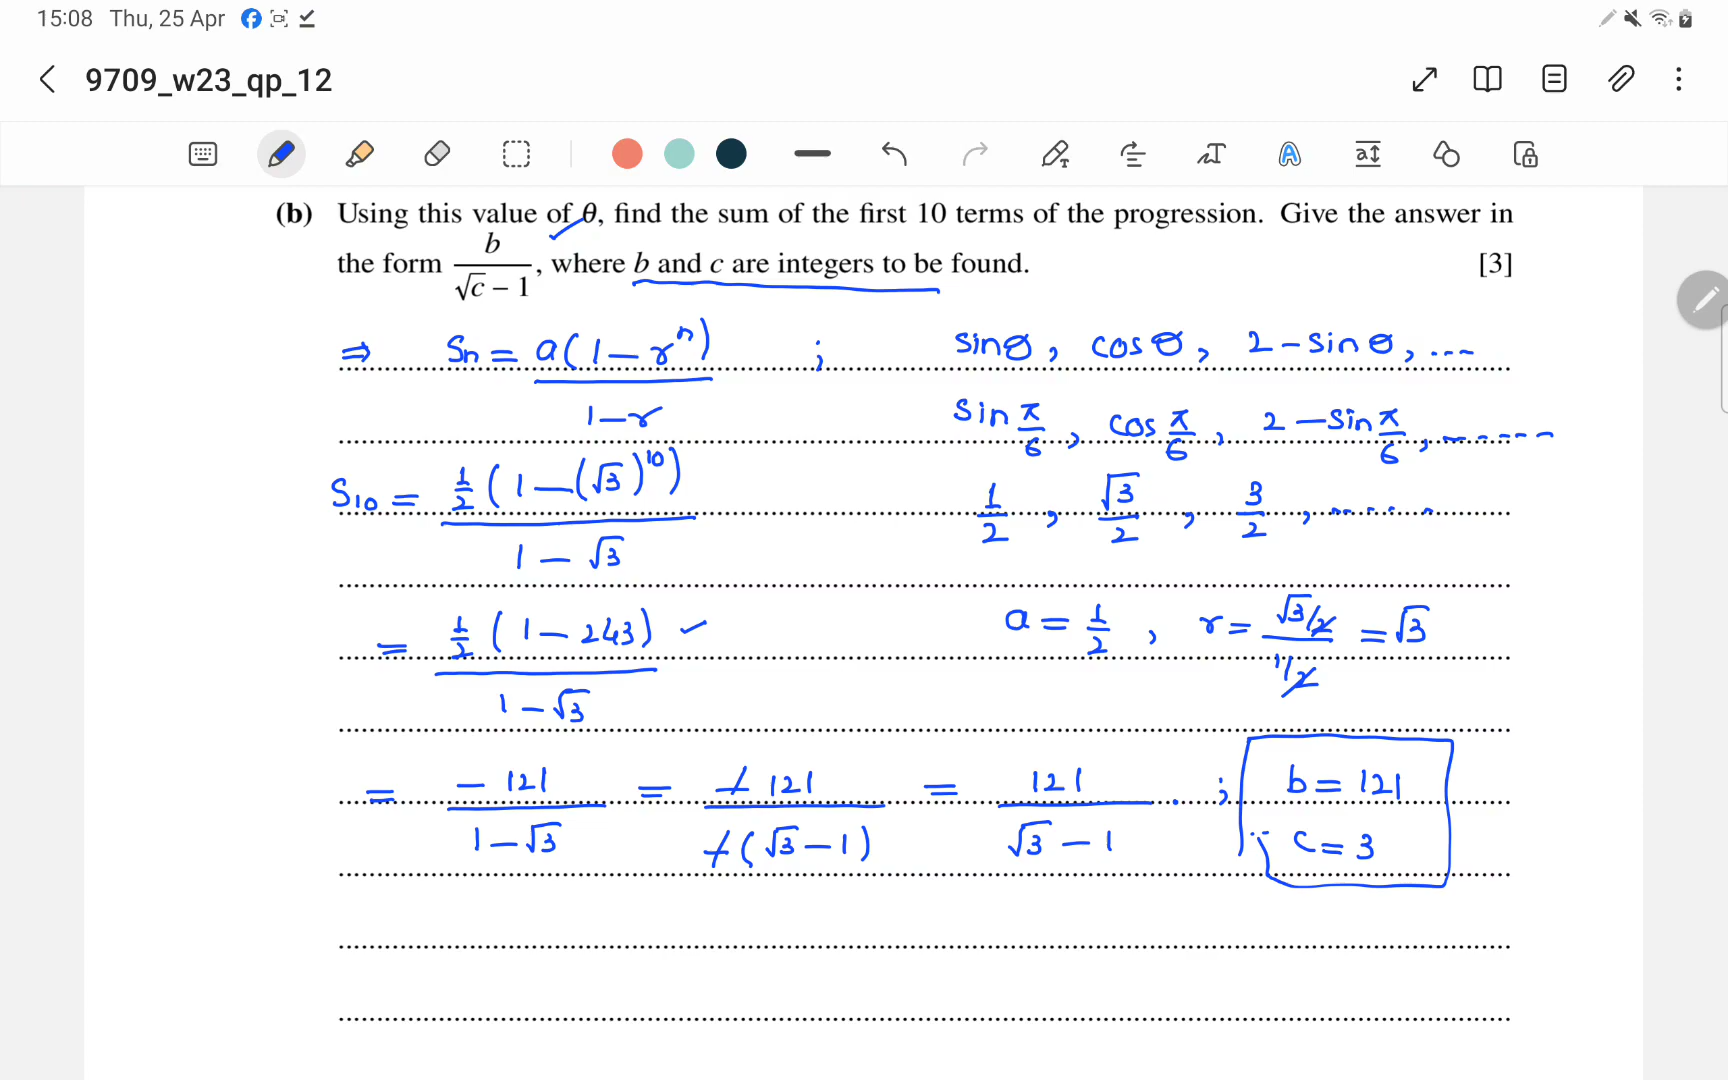 15:08 Thu, 25 Apr
9709_w23_qp_12
(b) Using this value of θ, find the sum of the first 10 terms of the progression. Give the answer in
the form b/(√c − 1), where b and c are integers to be found. [3]
⇒ Sn = a(1 − r^n)/(1 − r) ; sinθ, cosθ, 2 − sinθ, ...
sin π/6, cos π/6, 2 − sin π/6, ......
S10 = ½(1 − (√3)^10)/(1 − √3) 1/2, √3/2, 3/2, ......
= ½(1 − 243)/(1 − √3) ✓ a = 1/2, r = (√3/2)/(1/2) = √3
= −121/(1 − √3) = −121/−(√3 − 1) = 121/(√3 − 1). ; b = 121
c = 3